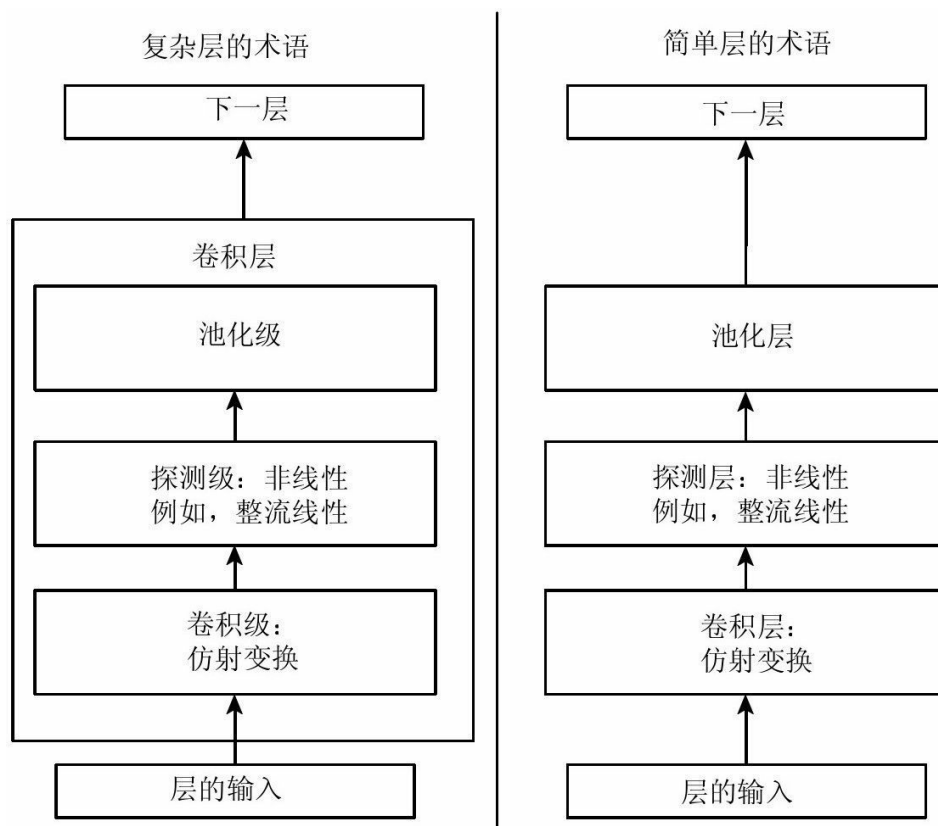 复杂层的术语
下一层
卷积层
池化级
探测级：非线性
例如，整流线性
卷积级：
仿射变换
层的输入
简单层的术语
下一层
池化层
探测层：非线性
例如，整流线性
卷积层：
仿射变换
层的输入